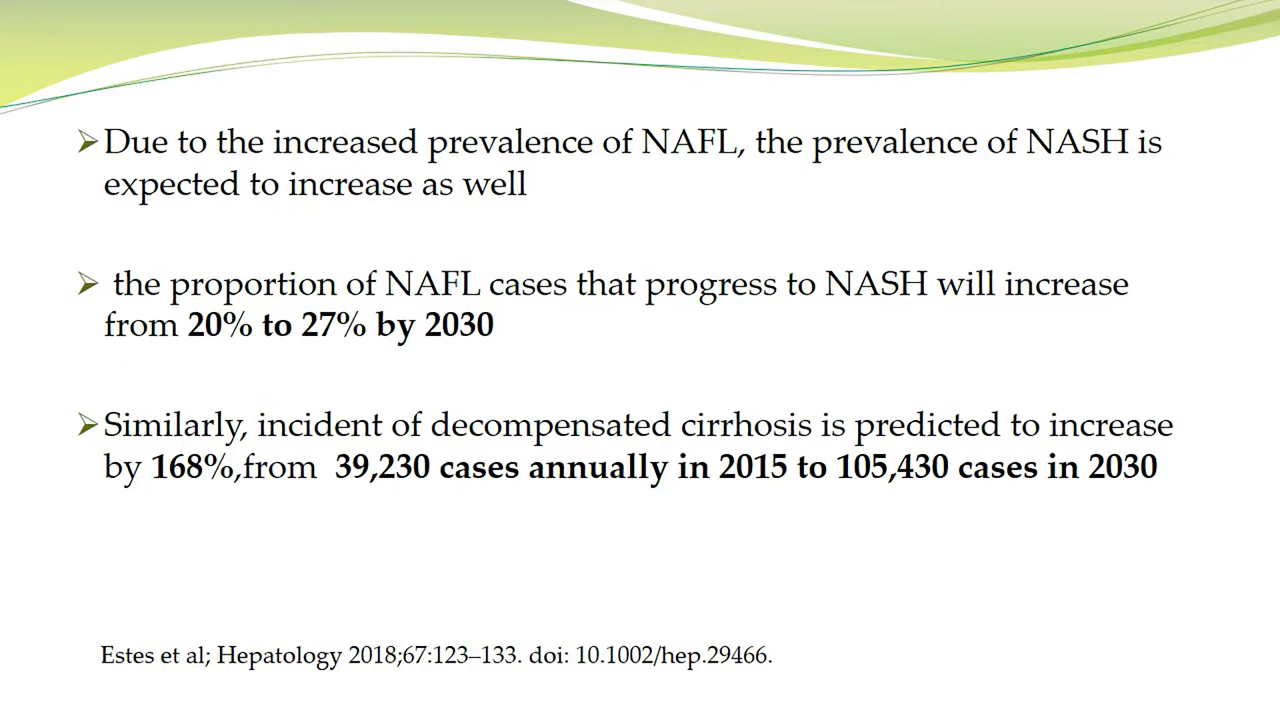 Due to the increased prevalence of NAFL, the prevalence of NASH is
expected to increase as well
the proportion of NAFL cases that progress to NASH will increase
from 20% to 27% by 2030
Similarly, incident of decompensated cirrhosis is predicted to increase
by 168%,from 39,230 cases annually in 2015 to 105,430 cases in 2030
Estes et al; Hepatology 2018;67:123–133. doi: 10.1002/hep.29466.